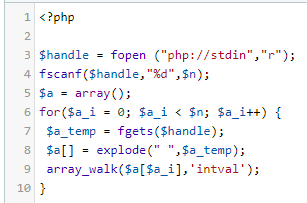 1 <?php
2
3 $handle = fopen ("php://stdin","r");
4 fscanf($handle,"%d",$n);
5 $a = array();
6 for($a_i = 0; $a_i < $n; $a_i++) {
7 $a_temp = fgets($handle);
8 $a[] = explode(" ",$a_temp);
9 array_walk($a[$a_i],'intval');
10 }